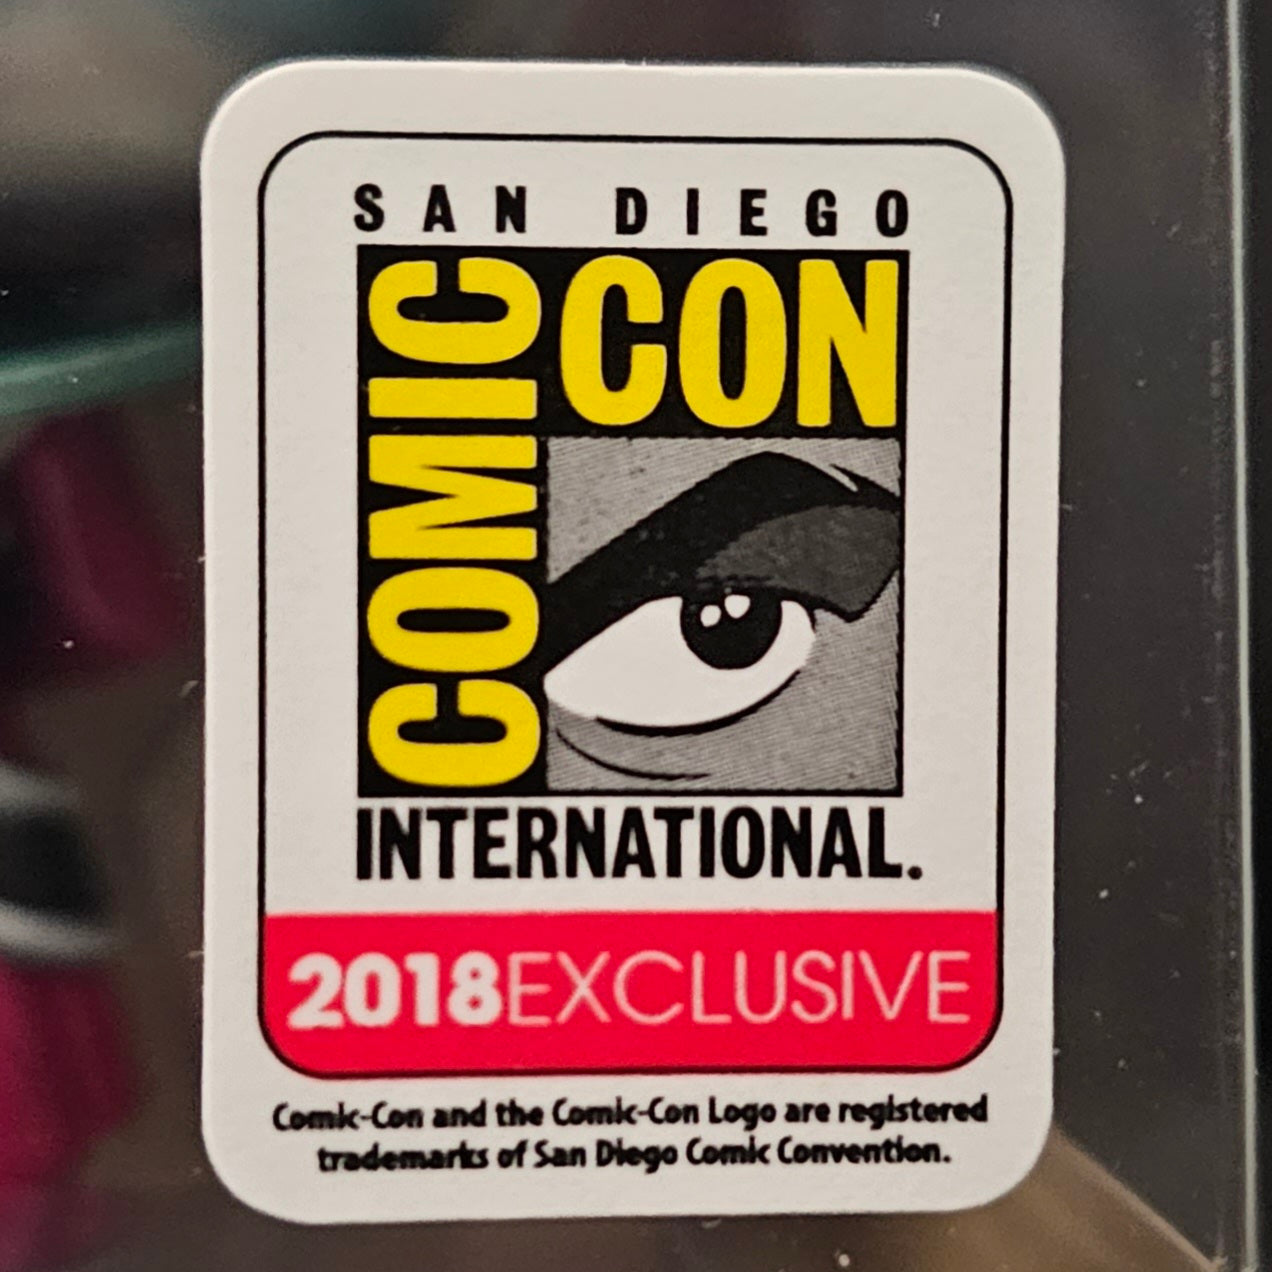 SAN DIEGO
COMIC CON
INTERNATIONAL.
2018EXCLUSIVE
Comic-Con and the Comic-Con Logo are registered
trademarks of San Diego Comic Convention.